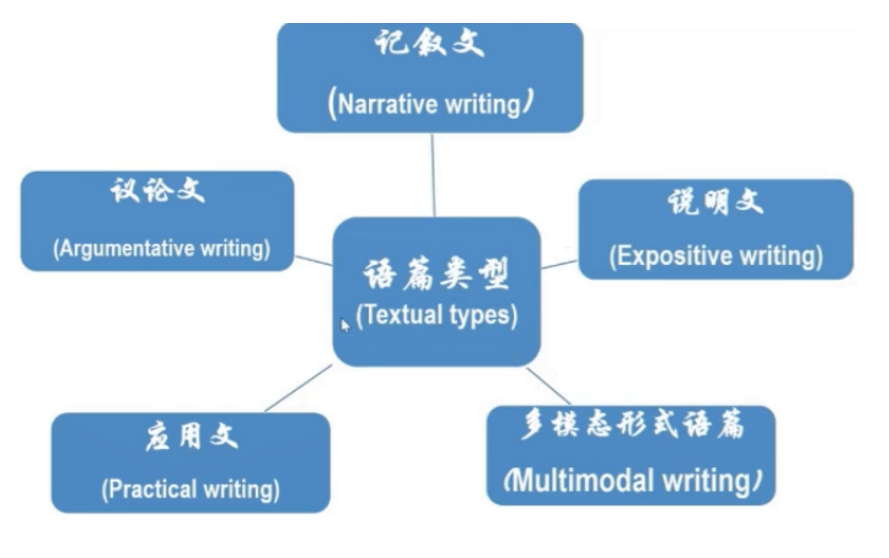 记叙文
(Narrative writing)
议论文
(Argumentative writing)
说明文
(Expositive writing)
语篇类型
(Textual types)
应用文
(Practical writing)
多模态形式语篇
(Multimodal writing)